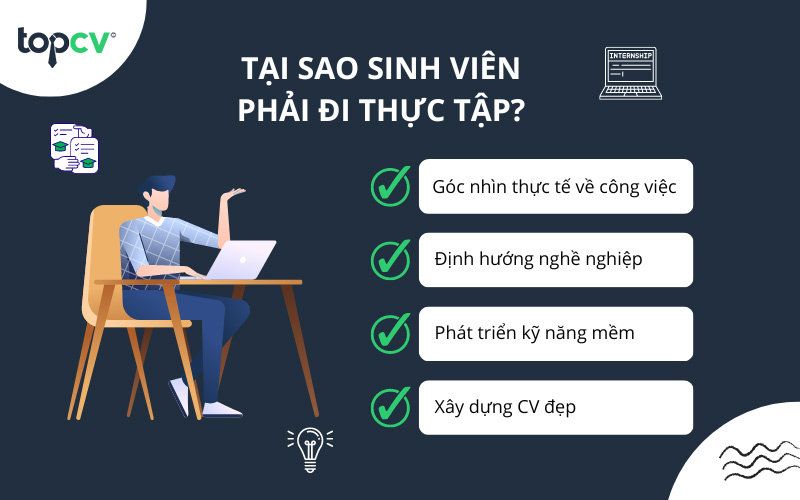 topcv©
TẠI SAO SINH VIÊN
PHẢI ĐI THỰC TẬP?
INTERNSHIP
Góc nhìn thực tế về công việc
Định hướng nghề nghiệp
Phát triển kỹ năng mềm
Xây dựng CV đẹp